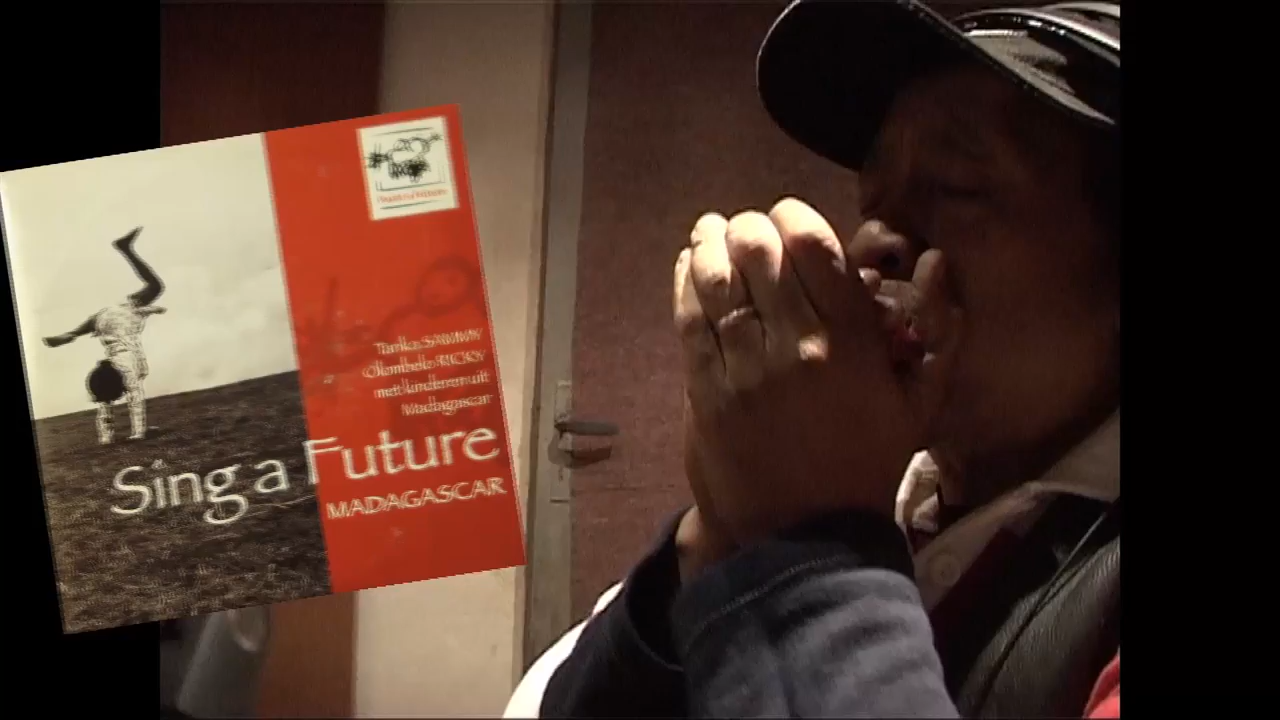 Tarika SAMMY
Olombelo RICKY
met kinderen uit
Madagascar
Sing a Future
MADAGASCAR